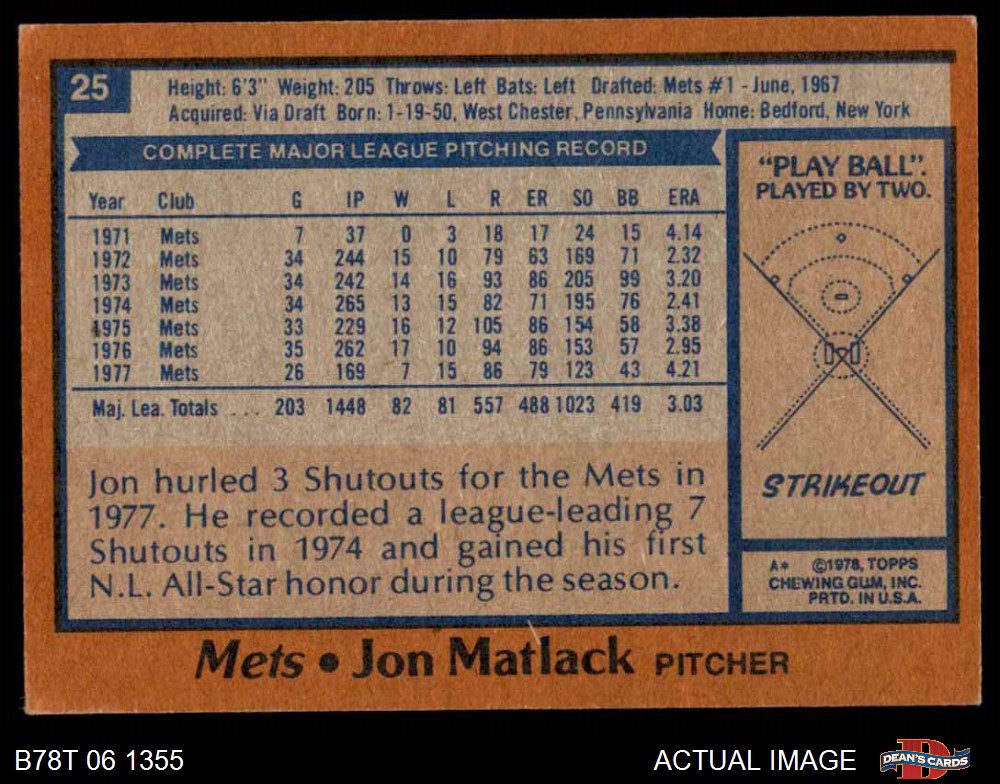 25
Height: 6'3" Weight: 205 Throws: Left Bats: Left Drafted: Mets #1 - June, 1967
Acquired: Via Draft Born: 1-19-50, West Chester, Pennsylvania Home: Bedford, New York
COMPLETE MAJOR LEAGUE PITCHING RECORD
Year Club G IP W L R ER SO BB ERA
1971 Mets 7 37 0 3 18 17 24 15 4.14
1972 Mets 34 244 15 10 79 63 169 71 2.32
1973 Mets 34 242 14 16 93 86 205 99 3.20
1974 Mets 34 265 13 15 82 71 195 76 2.41
1975 Mets 33 229 16 12 105 86 154 58 3.38
1976 Mets 35 262 17 10 94 86 153 57 2.95
1977 Mets 26 169 7 15 86 79 123 43 4.21
Maj. Lea. Totals ... 203 1448 82 81 557 488 1023 419 3.03
Jon hurled 3 Shutouts for the Mets in
1977. He recorded a league-leading 7
Shutouts in 1974 and gained his first
N.L. All-Star honor during the season.
"PLAY BALL".
PLAYED BY TWO.
STRIKEOUT
A* ©1978, TOPPS
CHEWING GUM, INC.
PRTD. IN U.S.A.
Mets • Jon Matlack PITCHER
B78T 06 1355
ACTUAL IMAGE
D
DEAN'S CARDS